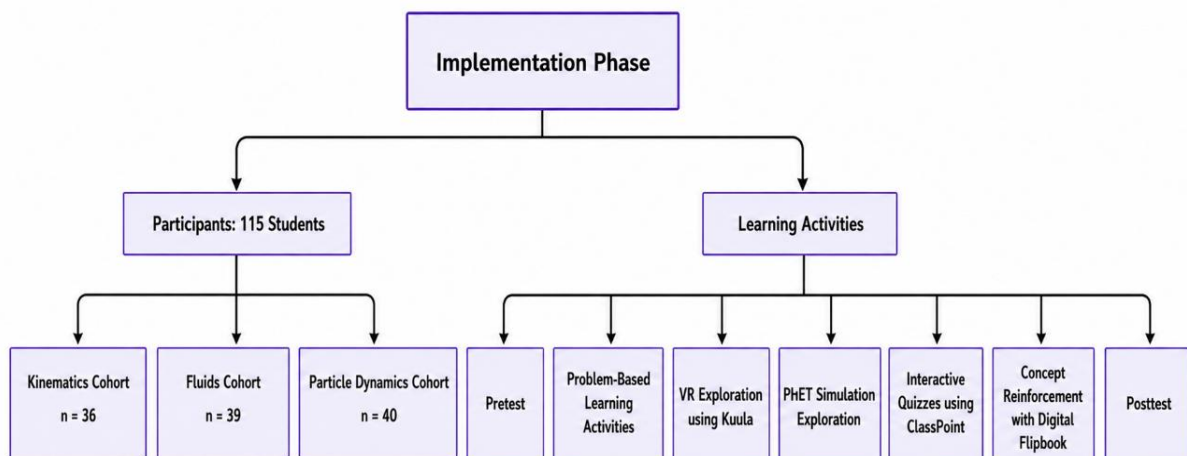 Implementation Phase
Participants: 115 Students
Learning Activities
Kinematics Cohort
n = 36
Fluids Cohort
n = 39
Particle Dynamics Cohort
n = 40
Pretest
Problem-Based
Learning
Activities
VR Exploration
using Kuula
PhET Simulation
Exploration
Interactive
Quizzes using
ClassPoint
Concept
Reinforcement
with Digital
Flipbook
Posttest